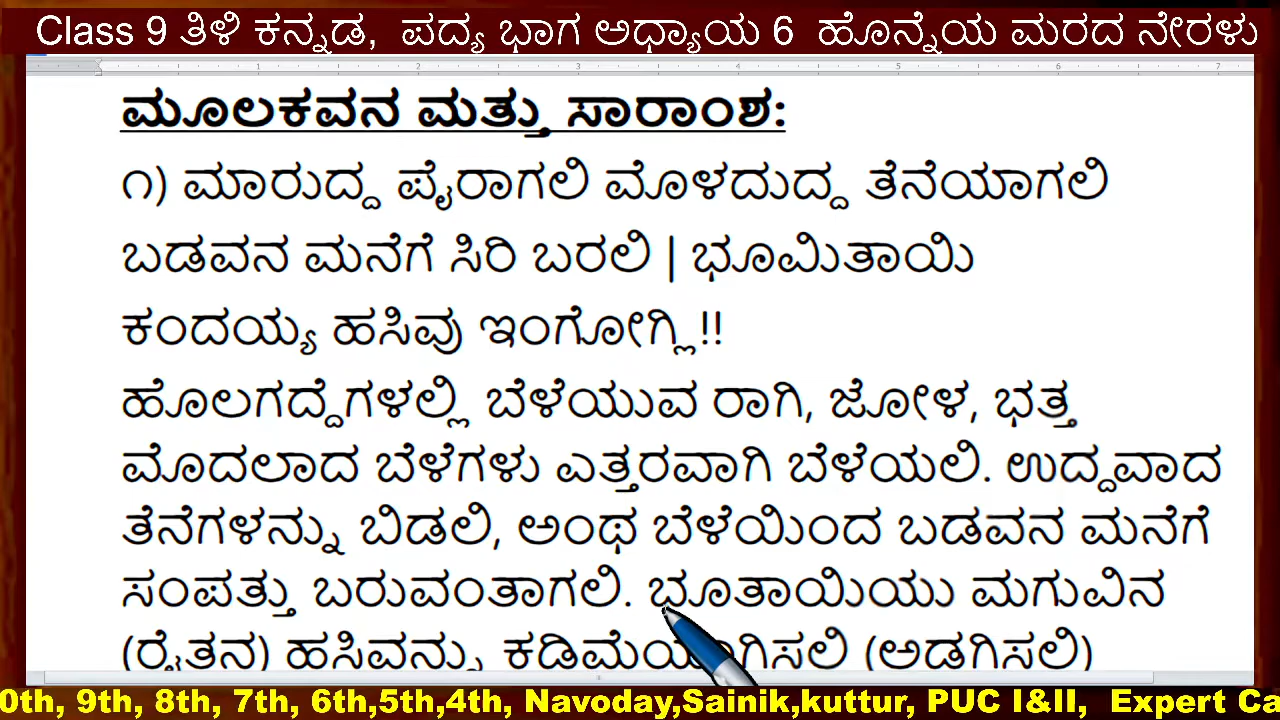 Class 9 ತಿಳಿ ಕನ್ನಡ, ಪದ್ಯ ಭಾಗ ಅಧ್ಯಾಯ 6 ಹೊನ್ನೆಯ ಮರದ ನೇರಳು
ಮೂಲಕವನ ಮತ್ತು ಸಾರಾಂಶ:
೧) ಮಾರುದ್ದ ಪೈರಾಗಲಿ ಮೊಳದುದ್ದ ತೆನೆಯಾಗಲಿ
ಬಡವನ ಮನೆಗೆ ಸಿರಿ ಬರಲಿ | ಭೂಮಿತಾಯಿ
ಕಂದಯ್ಯ ಹಸಿವು ಇಂಗೋಗ್ಲಿ!!
ಹೊಲಗದ್ದೆಗಳಲ್ಲಿ ಬೆಳೆಯುವ ರಾಗಿ, ಜೋಳ, ಭತ್ತ
ಮೊದಲಾದ ಬೆಳೆಗಳು ಎತ್ತರವಾಗಿ ಬೆಳೆಯಲಿ. ಉದ್ದವಾದ
ತೆನೆಗಳನ್ನು ಬಿಡಲಿ, ಅಂಥ ಬೆಳೆಯಿಂದ ಬಡವನ ಮನೆಗೆ
ಸಂಪತ್ತು ಬರುವಂತಾಗಲಿ. ಭೂತಾಯಿಯು ಮಗುವಿನ
(ರೈತನ) ಹಸಿವನ್ನು ಕಡಿಮೆಯಾಗಿಸಲಿ (ಅಡಗಿಸಲಿ)
0th, 9th, 8th, 7th, 6th,5th,4th, Navoday,Sainik,kuttur, PUC I&II, Expert Ca